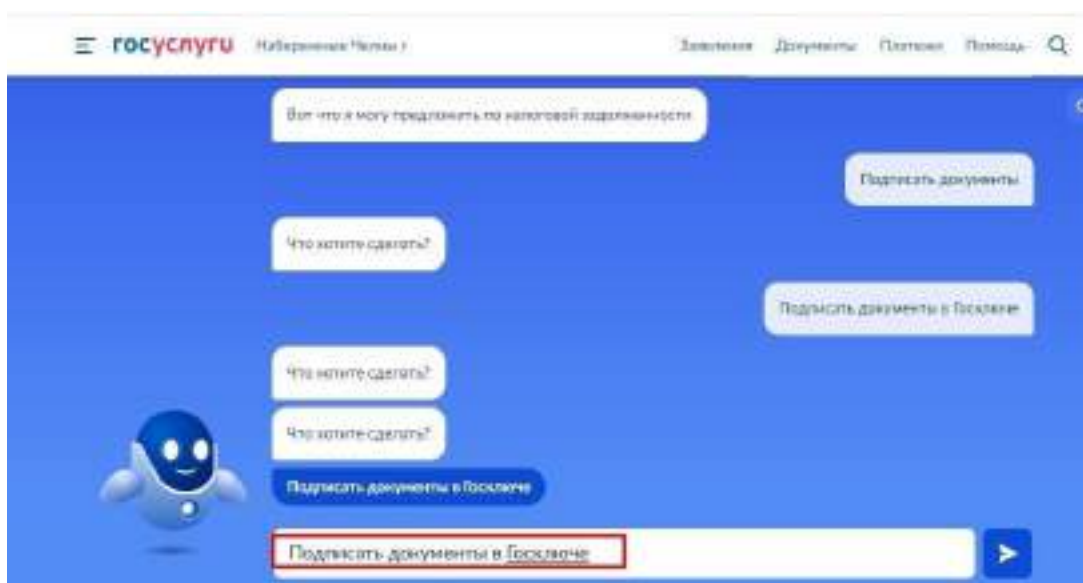 госуслуги Набережные Челны Заявления Документы Платежи Помощь
Вот что я могу предложить по налоговой задолженности
Подписать документы
Что хотите сделать?
Подписать документы в Госключе
Что хотите сделать?
Что хотите сделать?
Подписать документы в Госключе
Подписать документы в Госключе